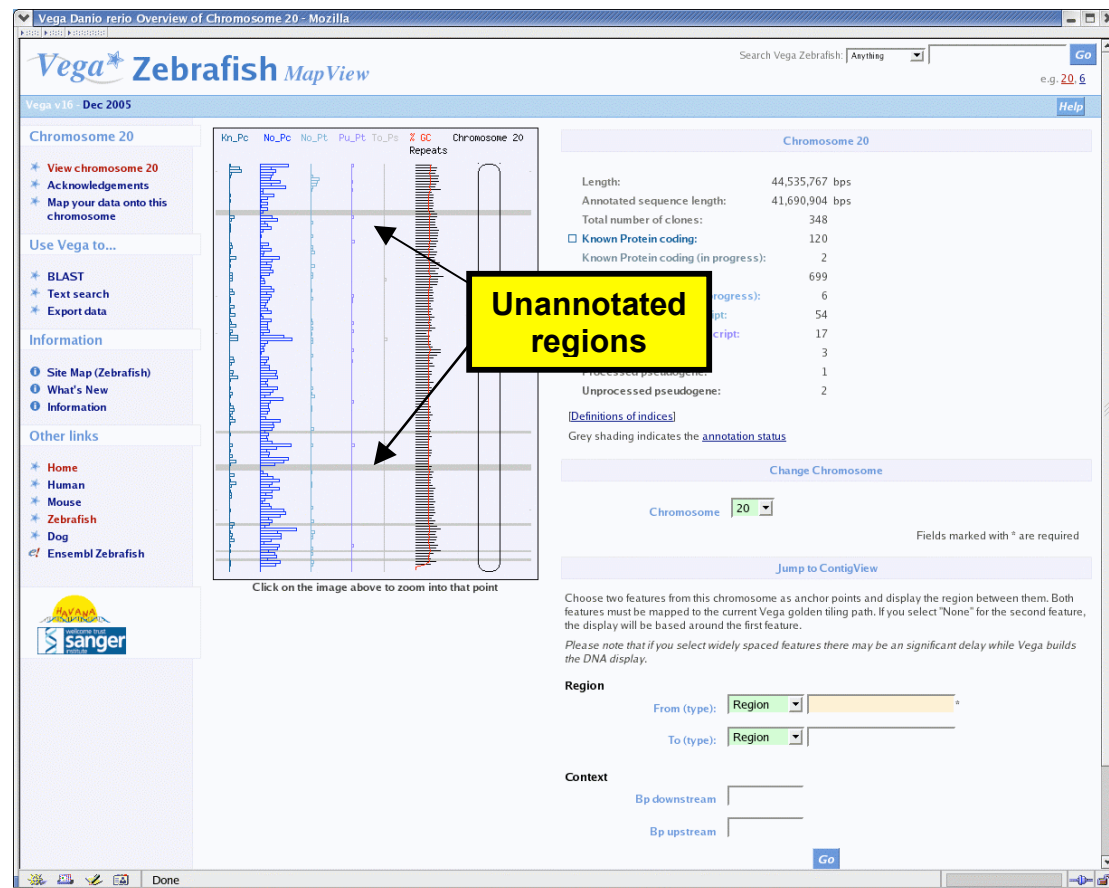 Vega Danio rerio Overview of Chromosome 20 - Mozilla
Vega Zebrafish MapView
Search Vega Zebrafish: Anything Go
e.g. 20, 6
Vega v16 - Dec 2005 Help
Chromosome 20
View chromosome 20
Acknowledgements
Map your data onto this
chromosome
Use Vega to...
BLAST
Text search
Export data
Information
Site Map (Zebrafish)
What's New
Information
Other links
Home
Human
Mouse
Zebrafish
Dog
e! Ensembl Zebrafish
HAVANA
wellcome trust
sanger
institute
Kn_Pc No_Pc No_Pt Pu_Pt To_Ps % GC Chromosome 20
Repeats
Click on the image above to zoom into that point
Unannotated
regions
Chromosome 20
Length: 44,535,767 bps
Annotated sequence length: 41,690,904 bps
Total number of clones: 348
Known Protein coding: 120
Known Protein coding (in progress): 2
699
progress): 6
ipt: 54
cript: 17
3
Processed pseudogene: 1
Unprocessed pseudogene: 2
[Definitions of indices]
Grey shading indicates the annotation status
Change Chromosome
Chromosome 20
Fields marked with * are required
Jump to ContigView
Choose two features from this chromosome as anchor points and display the region between them. Both
features must be mapped to the current Vega golden tiling path. If you select "None" for the second feature,
the display will be based around the first feature.
Please note that if you select widely spaced features there may be an significant delay while Vega builds
the DNA display.
Region
From (type): Region *
To (type): Region
Context
Bp downstream
Bp upstream
Go
Done